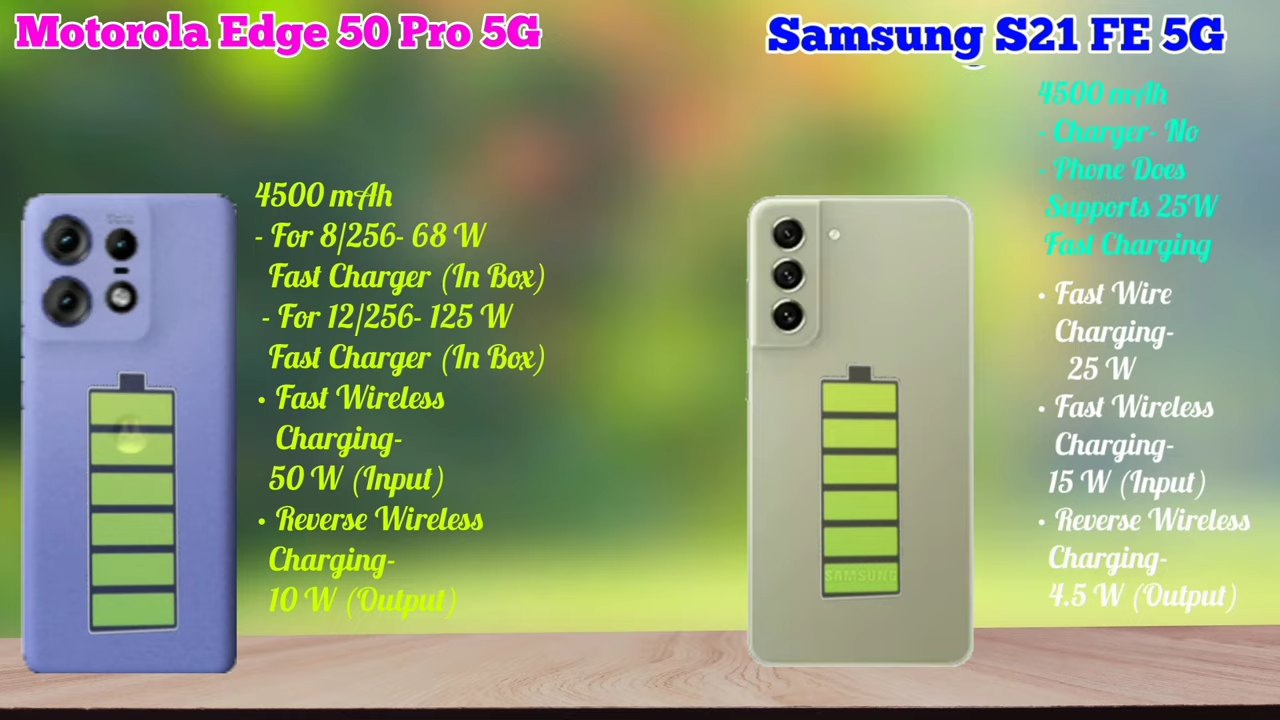 Motorola Edge 50 Pro 5G
4500 mAh
- For 8/256- 68 W
Fast Charger (In Box)
- For 12/256- 125 W
Fast Charger (In Box)
• Fast Wireless
Charging-
50 W (Input)
• Reverse Wireless
Charging-
10 W (Output)
Samsung S21 FE 5G
4500 mAh
- Charger- No
- Phone Does
Supports 25W
Fast Charging
• Fast Wire
Charging-
25 W
• Fast Wireless
Charging-
15 W (Input)
• Reverse Wireless
Charging-
4.5 W (Output)
SAMSUNG